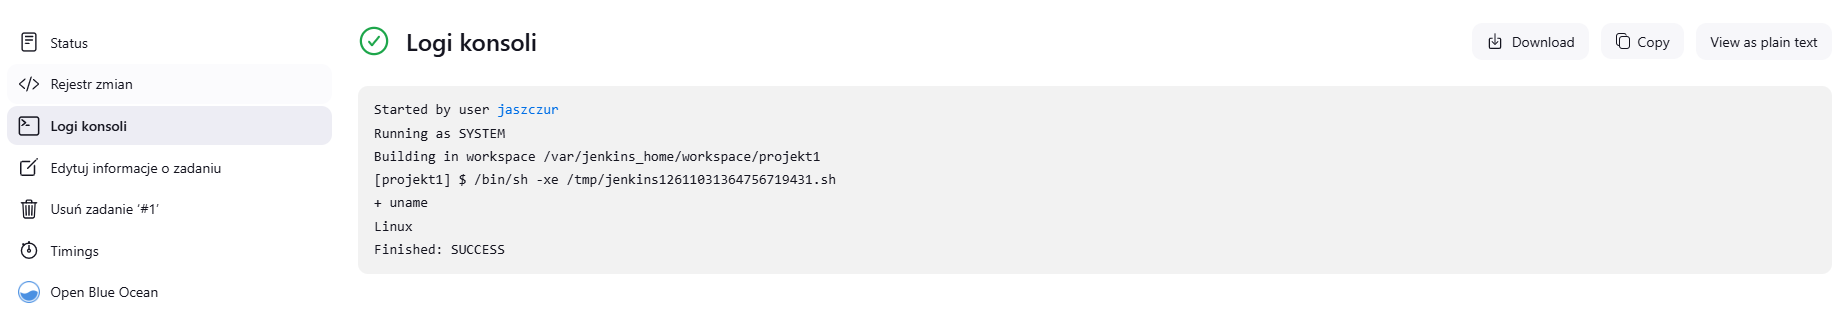 Status
Rejestr zmian
Logi konsoli
Edytuj informacje o zadaniu
Usuń zadanie ‘#1’
Timings
Open Blue Ocean
Logi konsoli
Download
Copy
View as plain text
Started by user jaszczur
Running as SYSTEM
Building in workspace /var/jenkins_home/workspace/projekt1
[projekt1] $ /bin/sh -xe /tmp/jenkins12611031364756719431.sh
+ uname
Linux
Finished: SUCCESS